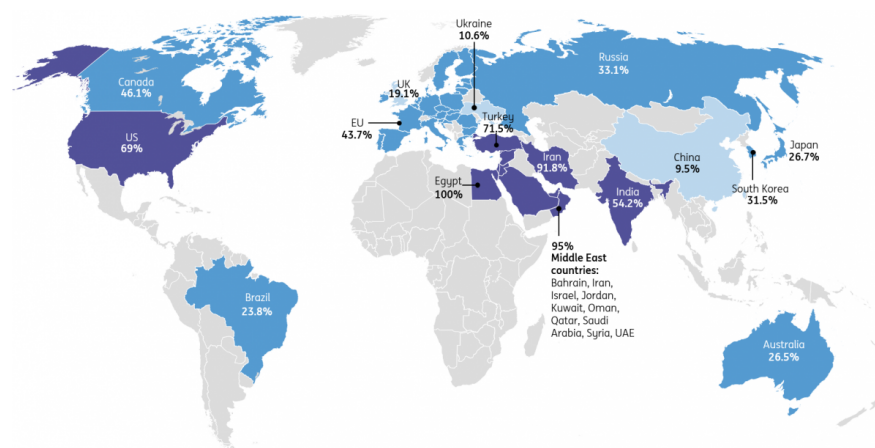 Ukraine
10.6%
Russia
33.1%
Canada
46.1%
UK
19.1%
EU
43.7%
Turkey
71.5%
US
69%
Japan
26.7%
Iran
91.8%
China
9.5%
Egypt
100%
India
54.2%
South Korea
31.5%
95%
Middle East
countries:
Bahrain, Iran,
Israel, Jordan,
Kuwait, Oman,
Qatar, Saudi
Arabia, Syria, UAE
Brazil
23.8%
Australia
26.5%